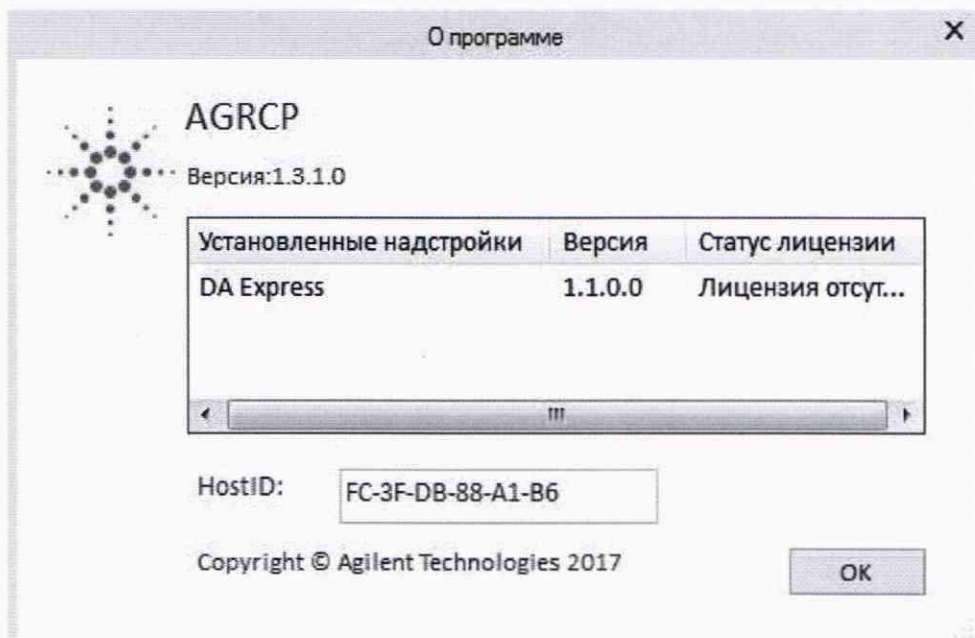 О программе
AGRCP
Версия:1.3.1.0
Установленные надстройки Версия Статус лицензии
DA Express 1.1.0.0 Лицензия отсут...
HostID: FC-3F-DB-88-A1-B6
Copyright © Agilent Technologies 2017
OK